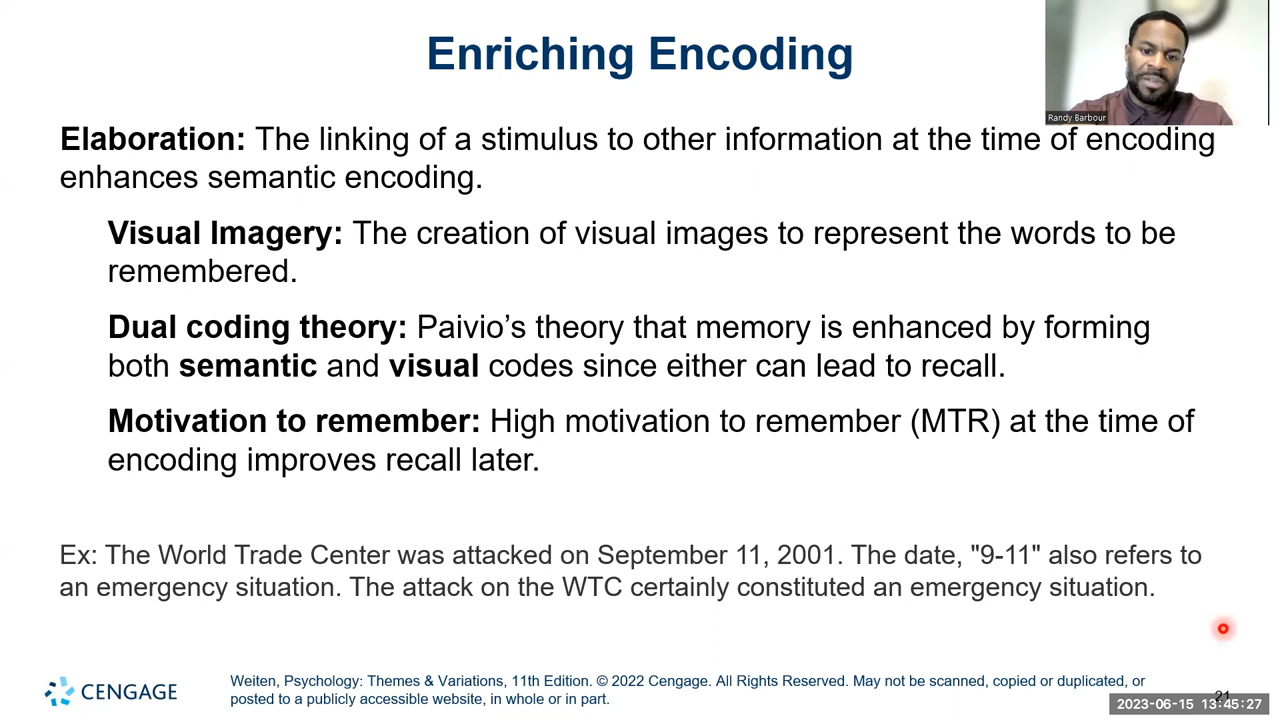 Enriching Encoding
Randy Barbour
Elaboration: The linking of a stimulus to other information at the time of encoding
enhances semantic encoding.
Visual Imagery: The creation of visual images to represent the words to be
remembered.
Dual coding theory: Paivio’s theory that memory is enhanced by forming
both semantic and visual codes since either can lead to recall.
Motivation to remember: High motivation to remember (MTR) at the time of
encoding improves recall later.
Ex: The World Trade Center was attacked on September 11, 2001. The date, "9-11" also refers to
an emergency situation. The attack on the WTC certainly constituted an emergency situation.
CENGAGE
Weiten, Psychology: Themes & Variations, 11th Edition. © 2022 Cengage. All Rights Reserved. May not be scanned, copied or duplicated, or
posted to a publicly accessible website, in whole or in part.
21
2023-06-15 13:45:27